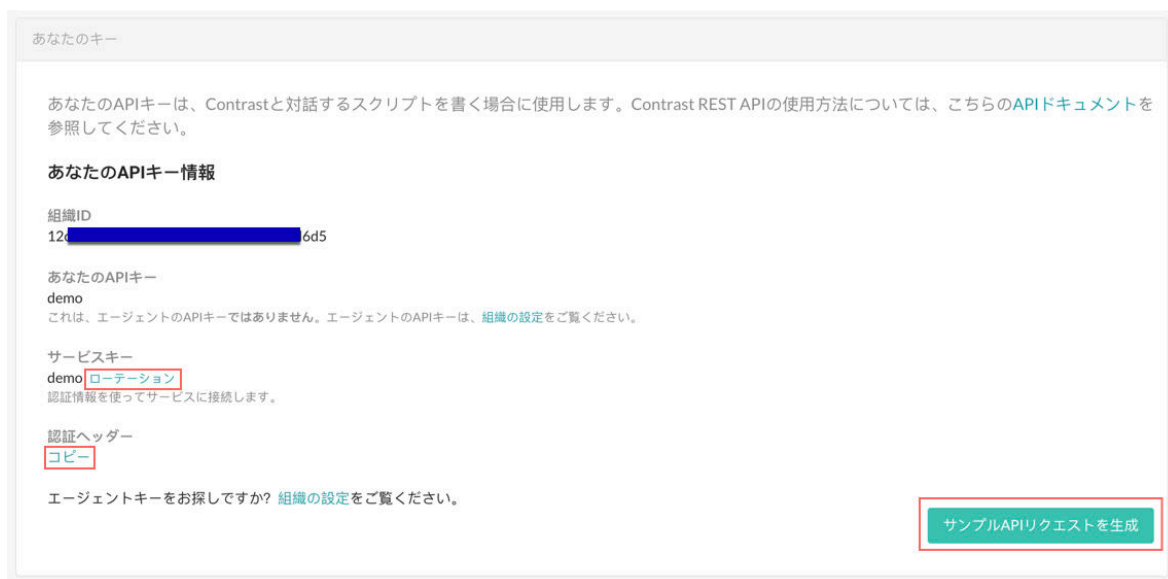 あなたのキー
あなたのAPIキーは、Contrastと対話するスクリプトを書く場合に使用します。Contrast REST APIの使用方法については、こちらのAPIドキュメントを
参照してください。
あなたのAPIキー情報
組織ID
12 6d5
あなたのAPIキー
demo
これは、エージェントのAPIキーではありません。エージェントのAPIキーは、組織の設定をご覧ください。
サービスキー
demo ローテーション
認証情報を使ってサービスに接続します。
認証ヘッダー
コピー
エージェントキーをお探しですか? 組織の設定をご覧ください。
サンプルAPIリクエストを生成